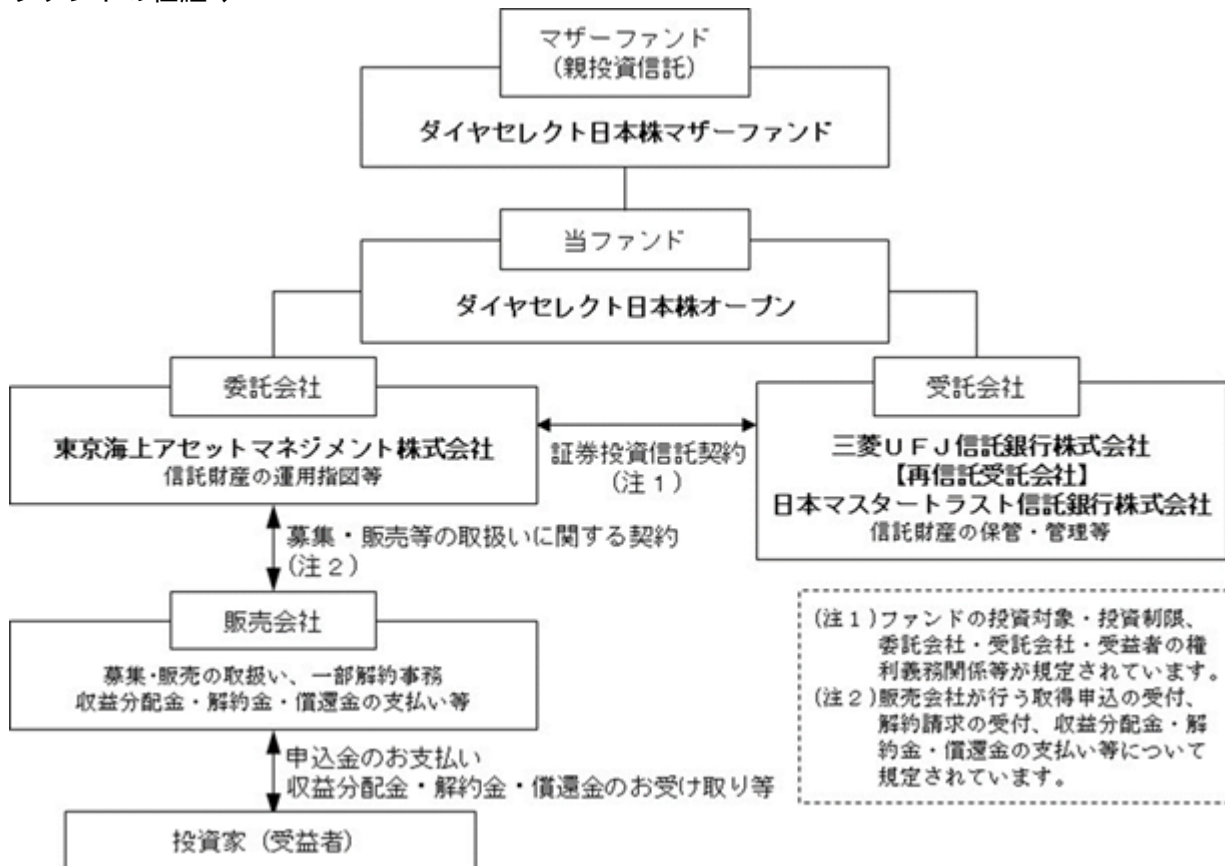 マザーファンド
(親投資信託)
ダイヤセレクト日本株マザーファンド
当ファンド
ダイヤセレクト日本株オープン
委託会社
東京海上アセットマネジメント株式会社
信託財産の運用指図等
証券投資信託契約
(注1)
受託会社
三菱UFJ信託銀行株式会社
【再信託受託会社】
日本マスタートラスト信託銀行株式会社
信託財産の保管・管理等
募集・販売等の取扱いに関する契約
(注2)
販売会社
募集・販売の取扱い、一部解約事務
収益分配金・解約金・償還金の支払い等
申込金のお支払い
収益分配金・解約金・償還金のお受け取り等
投資家(受益者)
(注1)ファンドの投資対象・投資制限、
委託会社・受託会社・受益者の権
利義務関係等が規定されています。
(注2)販売会社が行う取得申込の受付、
解約請求の受付、収益分配金・解
約金・償還金の支払い等について
規定されています。